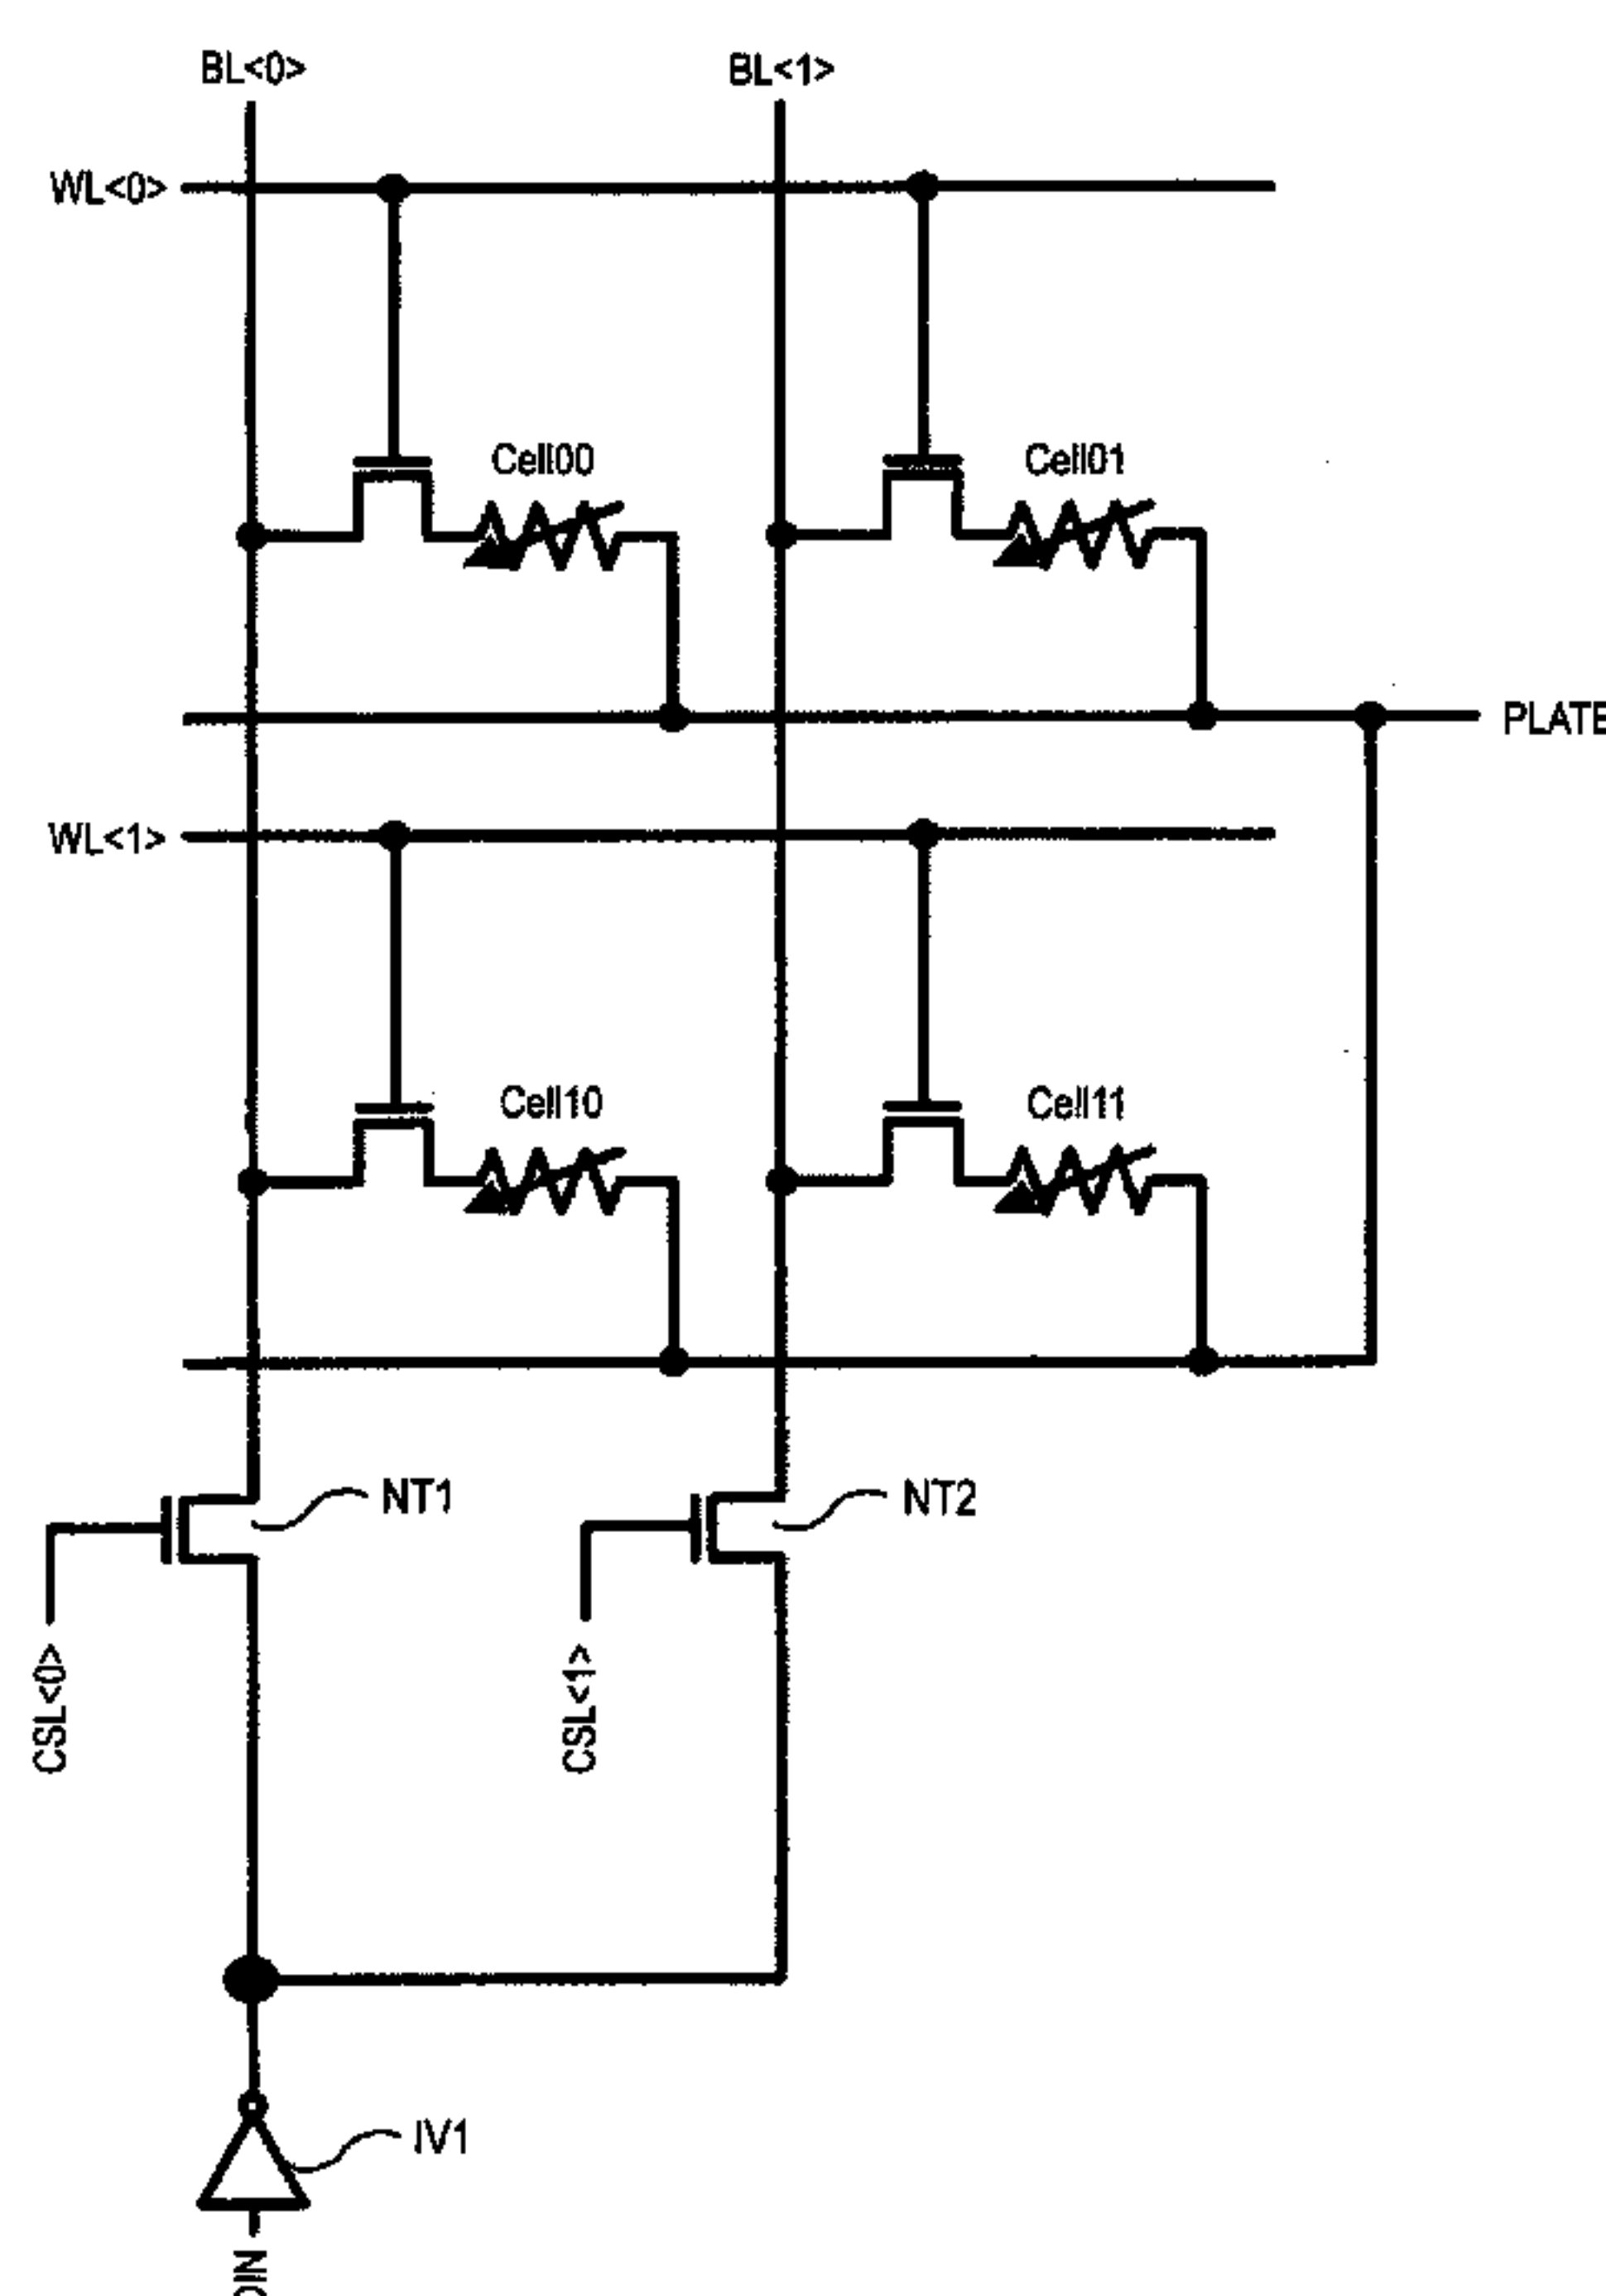 BL<0>
BL<1>
WL<0>
Cell00
Cell01
PLATE
WL<1>
Cell10
Cell11
NT1
NT2
CSL<0>
CSL<1>
IV1
DIN